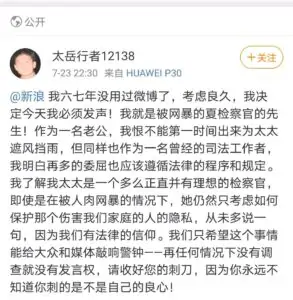 公开
太岳行者12138
7-23 22:30 来自 HUAWEI P30
+关注
@新浪 我六七年没用过微博了，考虑良久，我决
定今天我必须发声！我就是被网暴的夏检察官的先
生！作为一名老公，我恨不能第一时间出来为太太
遮风挡雨，但同样也作为一名曾经的司法工作者，
我明白再多的委屈也应该遵循法律的程序和规定。
我了解我太太是一个多么正直并有理想的检察官，
即使是在被人肉网暴的情况下，她仍然只考虑如何
保护那个伤害我们家庭的人的隐私，从未多说一
句，因为我们有法律的信仰。我们只希望这个事情
能给大众和媒体敲响警钟——再任何情况下没有调
查就没有发言权，请收好您的刺刀，因为你永远不
知道你刺的是不是自己的良心！